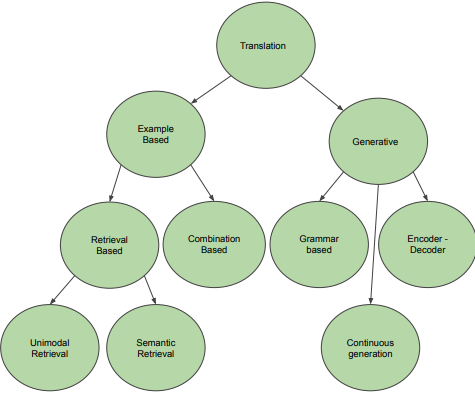 Translation
Example
Based
Generative
Retrieval
Based
Combination
Based
Grammar
based
Encoder -
Decoder
Unimodal
Retrieval
Semantic
Retrieval
Continuous
generation